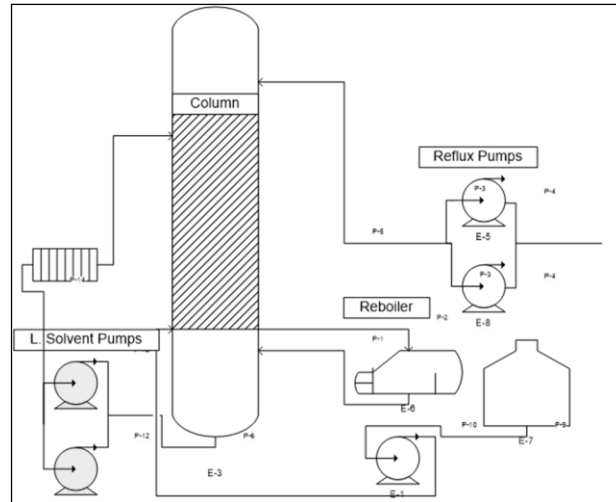 Column
Reflux Pumps
P-3
P-4
E-5
P-5
P-3
P-4
P-14
E-8
Reboiler
P-2
L. Solvent Pumps
P-1
E-6
P-12
P-6
P-10
E-7
P-9
E-3
E-1